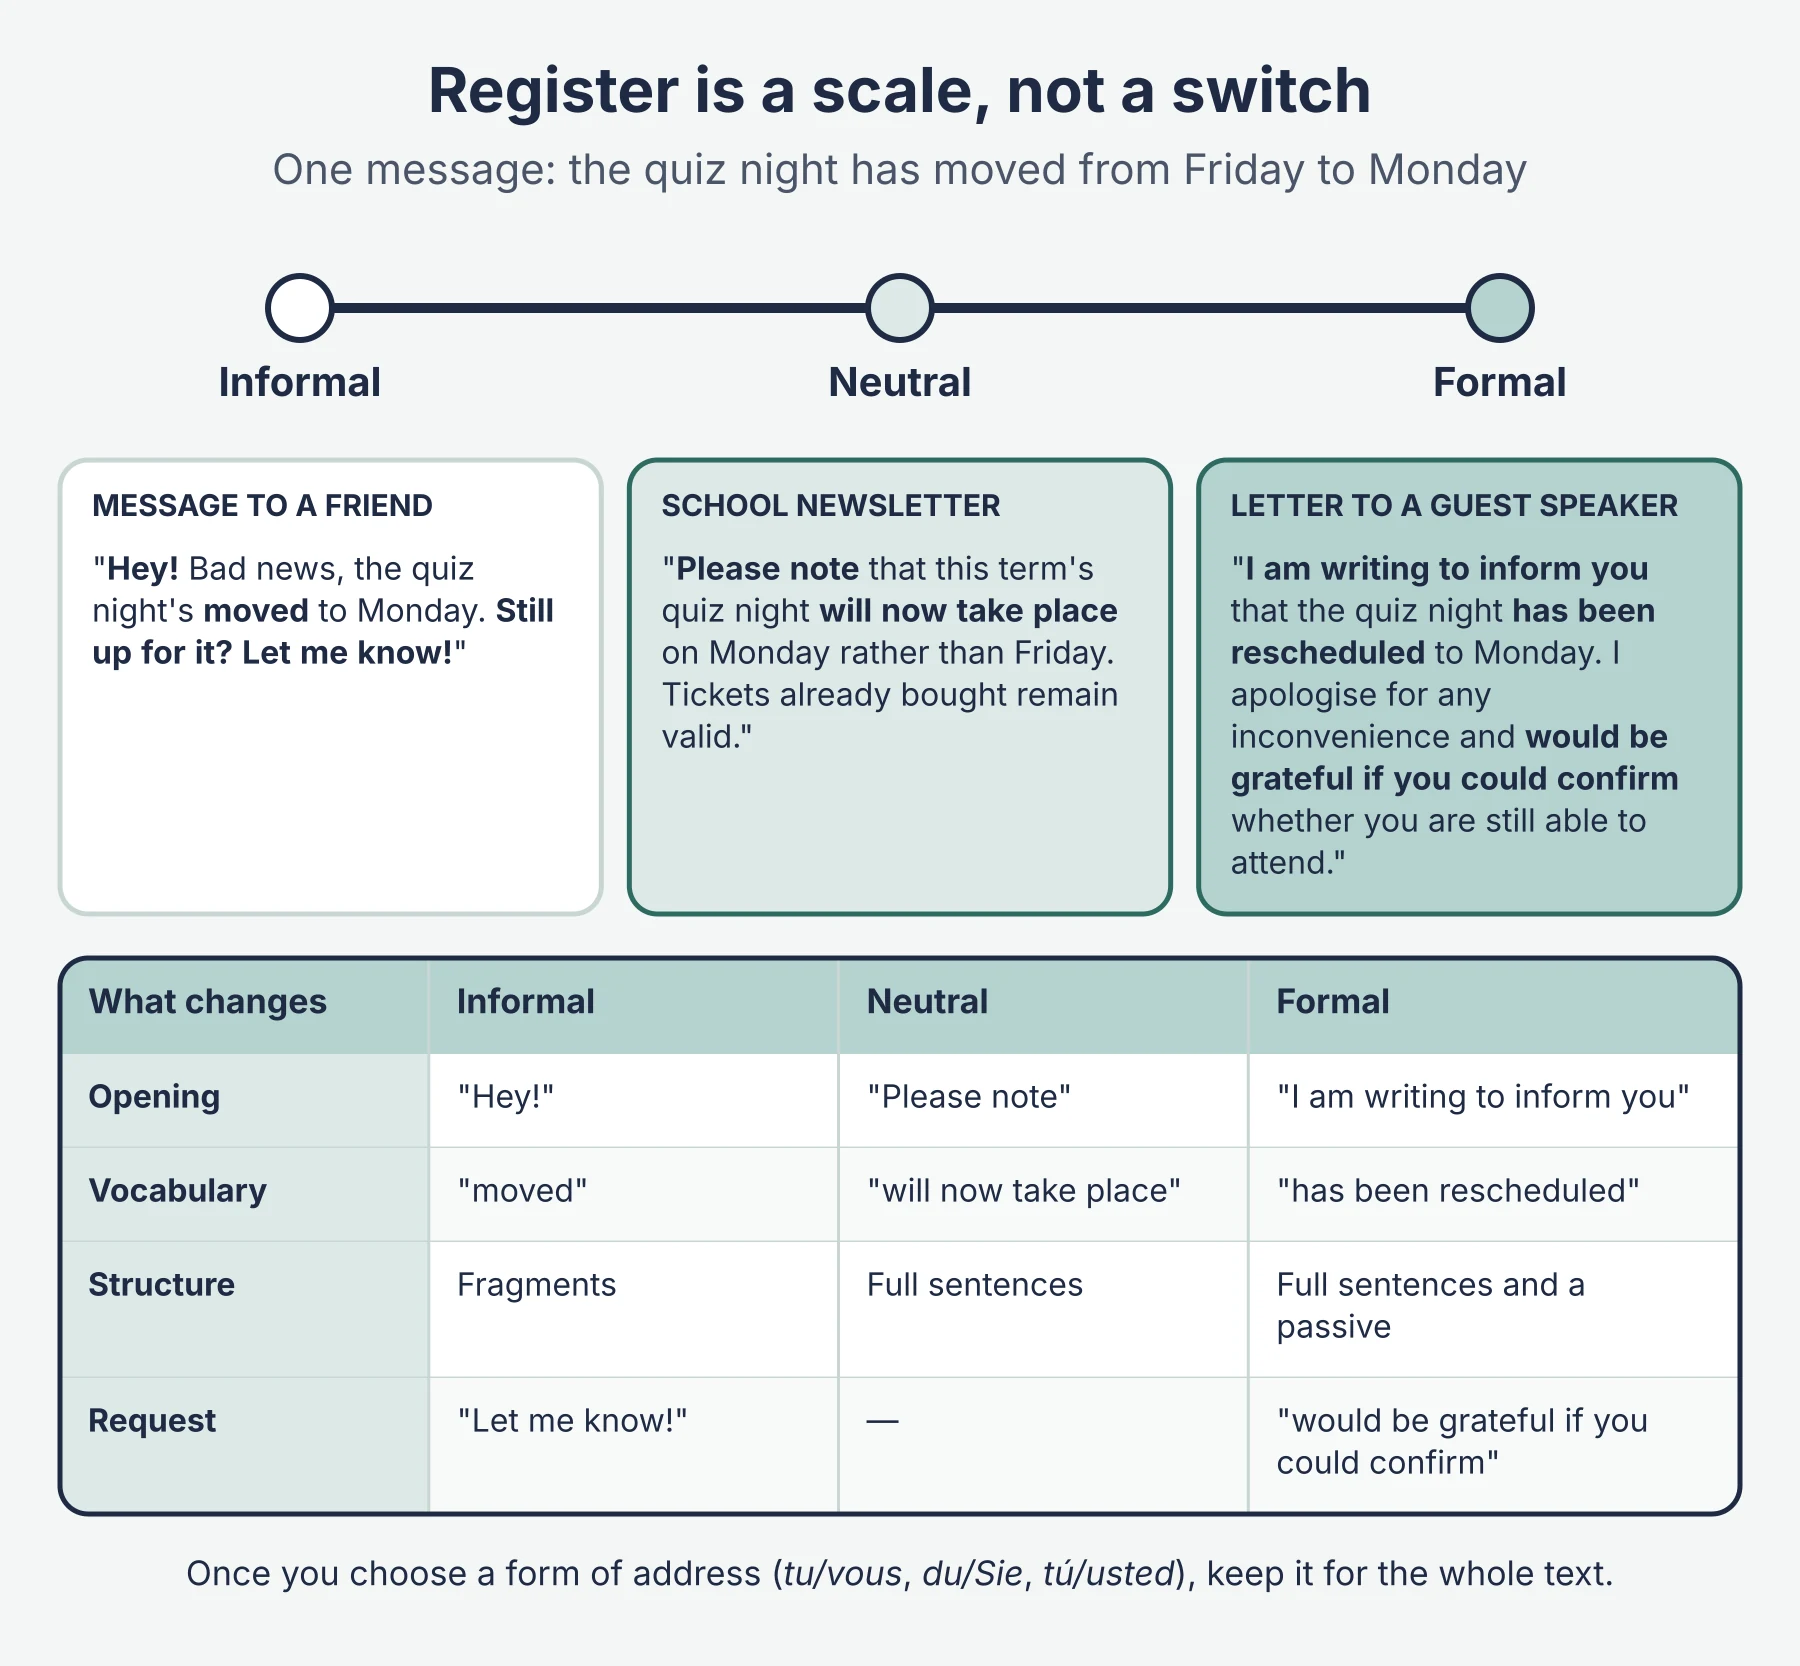 Register is a scale, not a switch
One message: the quiz night has moved from Friday to Monday
Informal
Neutral
Formal
MESSAGE TO A FRIEND
"Hey! Bad news, the quiz
night's moved to Monday. Still
up for it? Let me know!"
SCHOOL NEWSLETTER
"Please note that this term's
quiz night will now take place
on Monday rather than Friday.
Tickets already bought remain
valid."
LETTER TO A GUEST SPEAKER
"I am writing to inform you
that the quiz night has been
rescheduled to Monday. I
apologise for any
inconvenience and would be
grateful if you could confirm
whether you are still able to
attend."
What changes
Informal
Neutral
Formal
Opening
"Hey!"
"Please note"
"I am writing to inform you"
Vocabulary
"moved"
"will now take place"
"has been rescheduled"
Structure
Fragments
Full sentences
Full sentences and a
passive
Request
"Let me know!"
—
"would be grateful if you
could confirm"
Once you choose a form of address (tu/vous, du/Sie, tú/usted), keep it for the whole text.